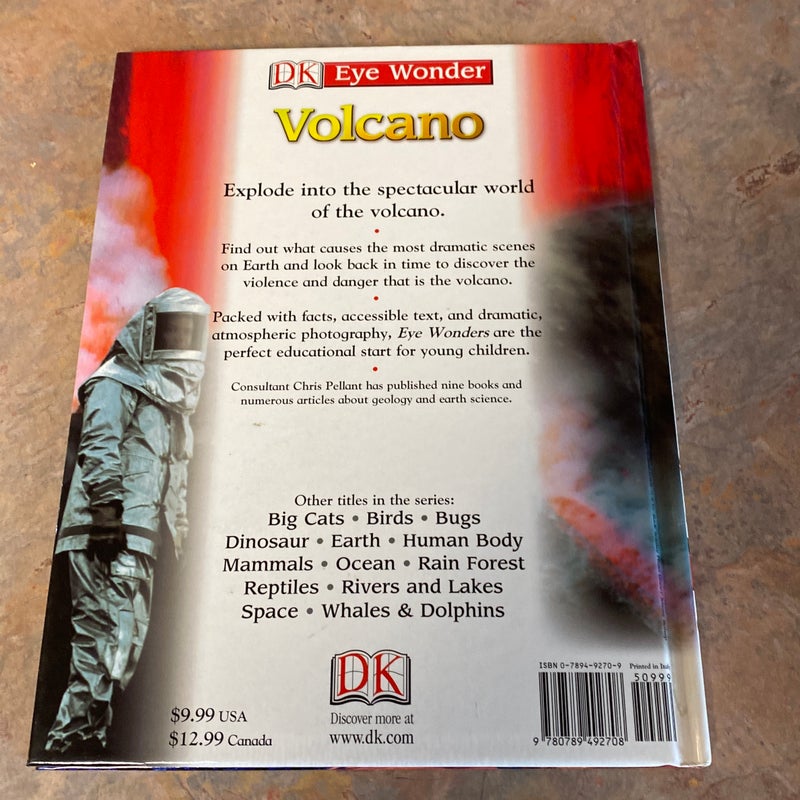 DK Eye Wonder
Volcano
Explode into the spectacular world
of the volcano.
•
Find out what causes the most dramatic scenes
on Earth and look back in time to discover the
violence and danger that is the volcano.
•
Packed with facts, accessible text, and dramatic,
atmospheric photography, Eye Wonders are the
perfect educational start for young children.
•
Consultant Chris Pellant has published nine books and
numerous articles about geology and earth science.
Other titles in the series:
Big Cats • Birds • Bugs
Dinosaur • Earth • Human Body
Mammals • Ocean • Rain Forest
Reptiles • Rivers and Lakes
Space • Whales & Dolphins
DK
Discover more at
www.dk.com
$9.99 USA
$12.99 Canada
ISBN 0-7894-9270-9 Printed in
50999
9 780789 492708